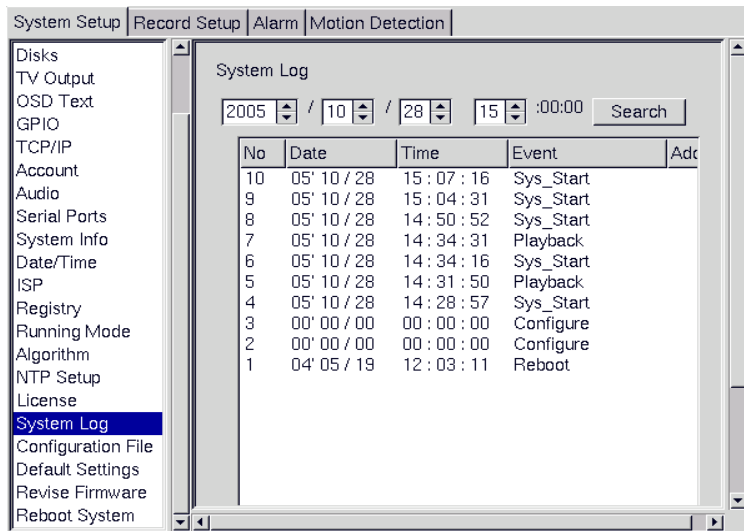 System Setup Record Setup Alarm Motion Detection
Disks
TV Output
OSD Text
GPIO
TCP/IP
Account
Audio
Serial Ports
System Info
Date/Time
ISP
Registry
Running Mode
Algorithm
NTP Setup
License
System Log
Configuration File
Default Settings
Revise Firmware
Reboot System
System Log
2005 / 10 / 28 15 :00:00 Search
No Date Time Event Add
10 05' 10 / 28 15 : 07 : 16 Sys_Start
9 05' 10 / 28 15 : 04 : 31 Sys_Start
8 05' 10 / 28 14 : 50 : 52 Sys_Start
7 05' 10 / 28 14 : 34 : 31 Playback
6 05' 10 / 28 14 : 34 : 16 Sys_Start
5 05' 10 / 28 14 : 31 : 50 Playback
4 05' 10 / 28 14 : 28 : 57 Sys_Start
3 00' 00 / 00 00 : 00 : 00 Configure
2 00' 00 / 00 00 : 00 : 00 Configure
1 04' 05 / 19 12 : 03 : 11 Reboot